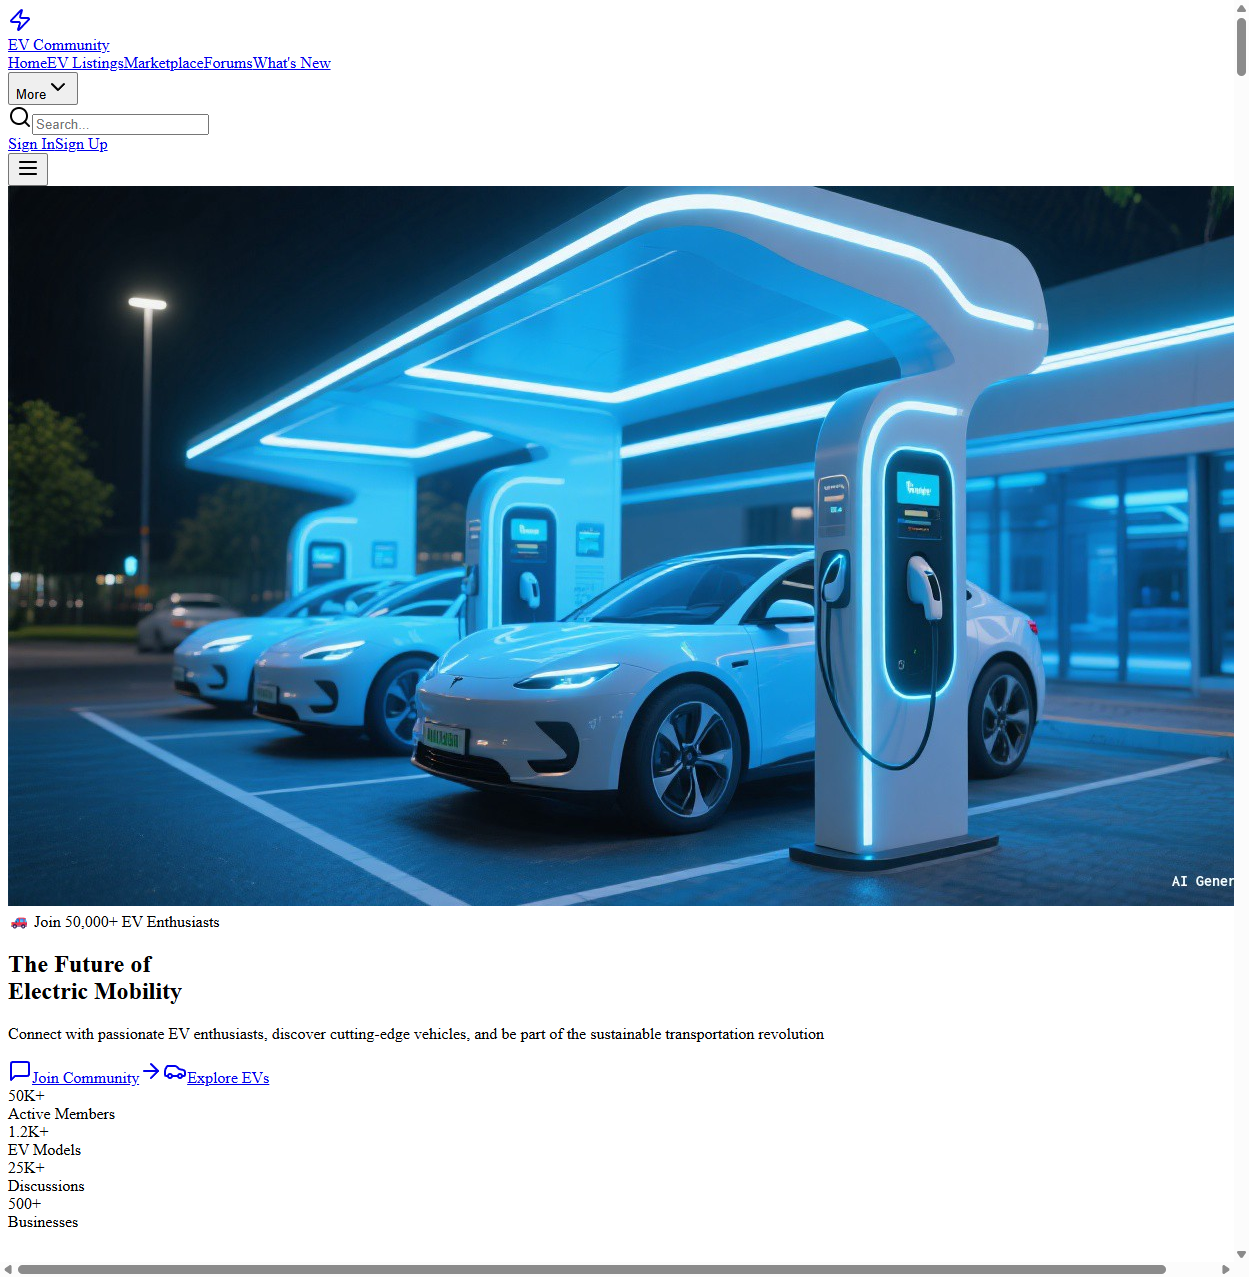 EV Community
HomeEV ListingsMarketplaceForumsWhat's New
More
Search...
Sign InSign Up
AI Gener
Join 50,000+ EV Enthusiasts
The Future of
Electric Mobility
Connect with passionate EV enthusiasts, discover cutting-edge vehicles, and be part of the sustainable transportation revolution
Join Community Explore EVs
50K+
Active Members
1.2K+
EV Models
25K+
Discussions
500+
Businesses